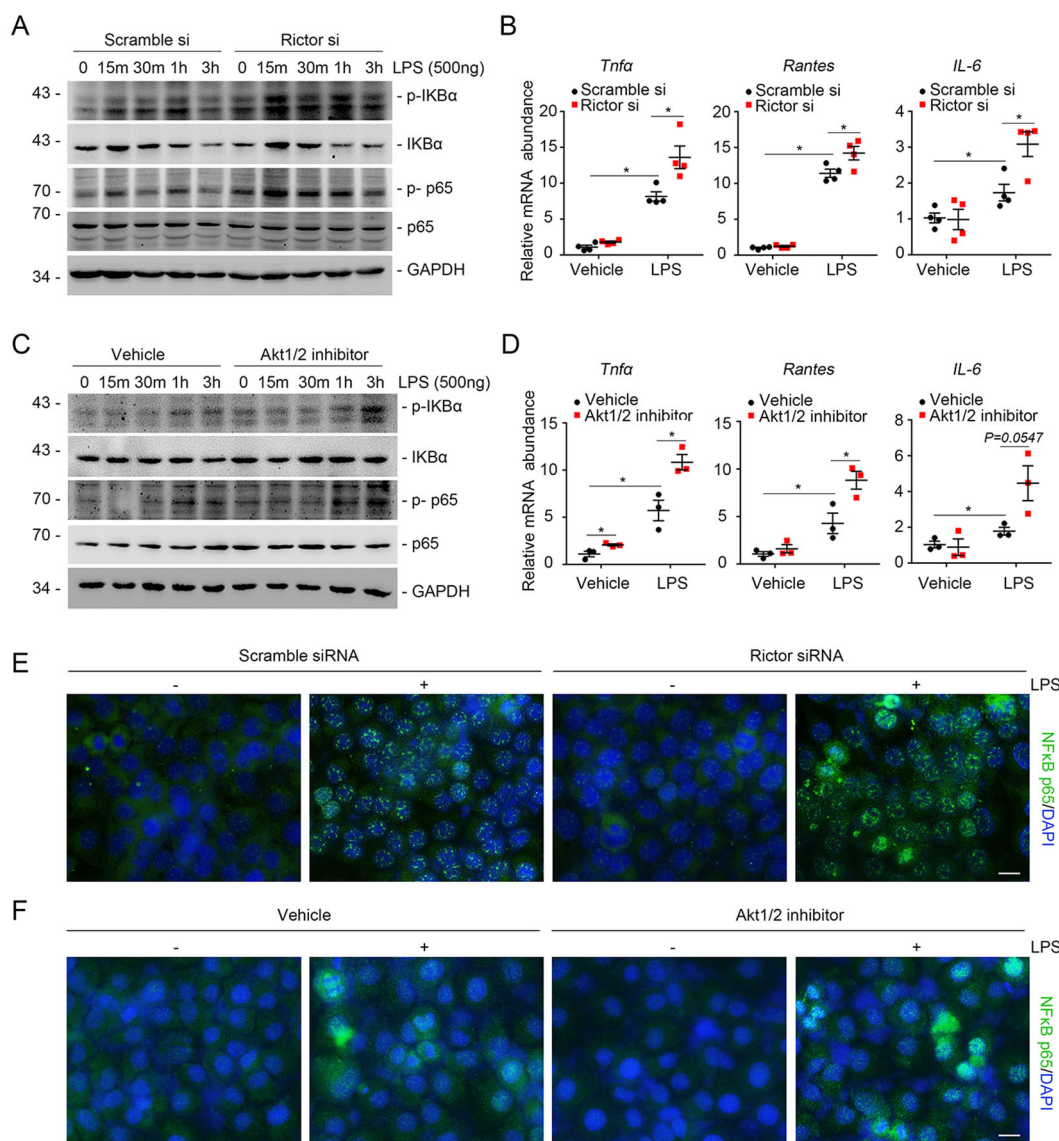 A
Scramble si Rictor si
0 15m 30m 1h 3h 0 15m 30m 1h 3h LPS (500ng)
43 - - p-IKBα
43 - - IKBα
70 - - p- p65
70 -
- p65
34 - - GAPDH
B
Tnfα Rantes IL-6
Scramble si Scramble si Scramble si
Rictor si Rictor si Rictor si
Relative mRNA abundance
20 20 4
15 15 3
10 10 2
5 5 1
0 0 0
* * * * * *
Vehicle LPS Vehicle LPS Vehicle LPS
C
Vehicle Akt1/2 inhibitor
0 15m 30m 1h 3h 0 15m 30m 1h 3h LPS (500ng)
43 - - p-IKBα
43 - - IKBα
70 - - p- p65
70 -
- p65
34 - - GAPDH
D
Tnfα Rantes IL-6
Vehicle Vehicle Vehicle
Akt1/2 inhibitor Akt1/2 inhibitor Akt1/2 inhibitor
P=0.0547
Relative mRNA abundance
15 15 8
10 10 6
5 5 4
0 0 2
0
* * * * * *
Vehicle LPS Vehicle LPS Vehicle LPS
E
Scramble siRNA Rictor siRNA
- + - + LPS
NFκB p65/DAPI
F
Vehicle Akt1/2 inhibitor
- + - + LPS
NFκB p65/DAPI